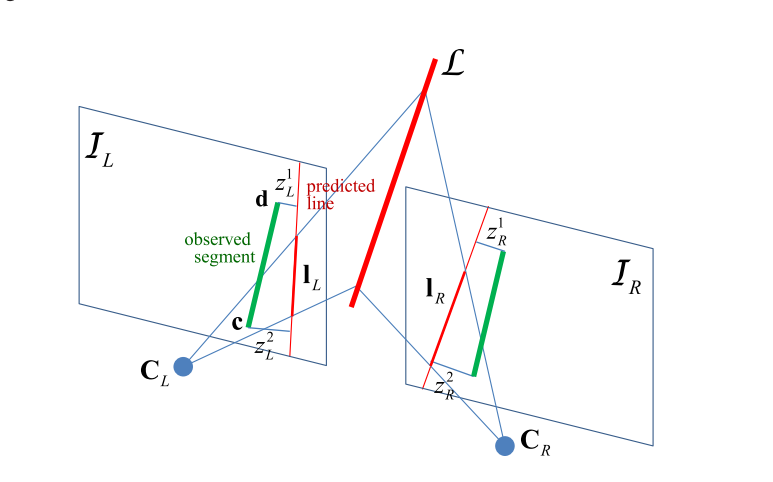 ℒ
ℐ_L
z_L^1
predicted
line
d
observed
segment
l_L
c
z_L^2
C_L
z_R^1
ℐ_R
l_R
z_R^2
C_R